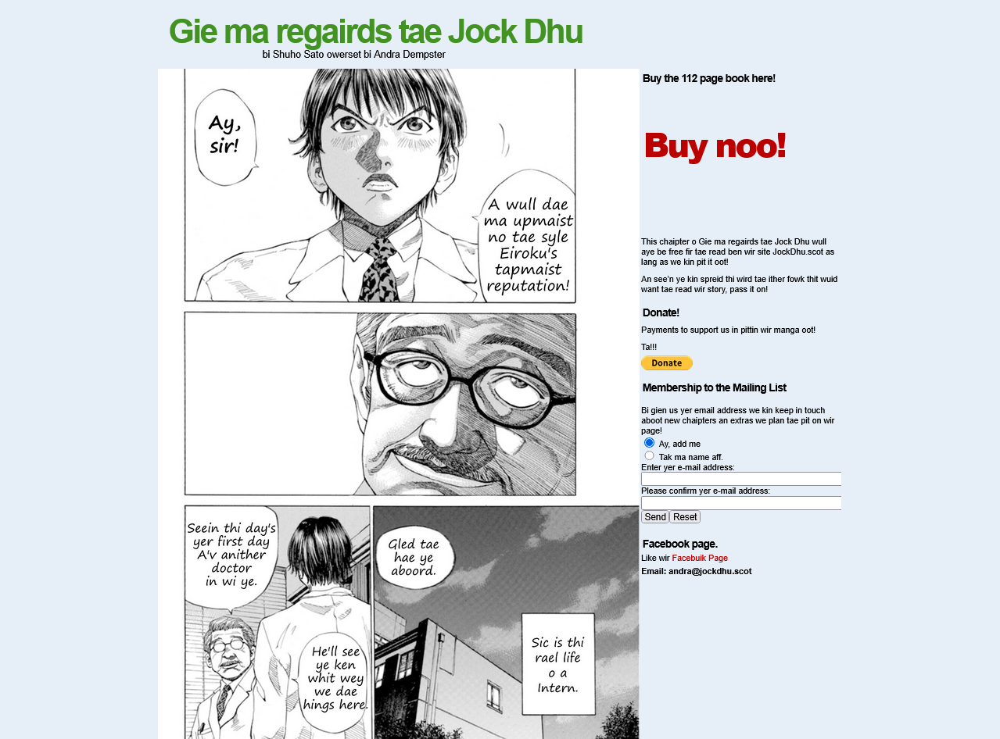 Gie ma regairds tae Jock Dhu
bi Shuho Sato owerset bi Andra Dempster
Ay,
sir!
A wull dae
ma upmaist
no tae syle
Eiroku's
tapmaist
reputation!
Seein thi day's
yer first day
A'v anither
doctor
in wi ye.
He'll see
ye ken
whit wey
we dae
hings here.
Gled tae
hae ye
aboord.
Sic is thi
rael life
o a
Intern.
Buy the 112 page book here!
Buy noo!
This chaipter o Gie ma regairds tae Jock Dhu wull
aye be free fir tae read ben wir site JockDhu.scot as
lang as we kin pit it oot!
An see'n ye kin spreid thi wird tae ither fowk thit wuid
want tae read wir story, pass it on!
Donate!
Payments to support us in pittin wir manga oot!
Ta!!!
Donate
Membership to the Mailing List
Bi gien us yer email address we kin keep in touch
aboot new chaipters an extras we plan tae pit on wir
page!
Ay, add me
Tak ma name aff.
Enter yer e-mail address:
Please confirm yer e-mail address:
Send Reset
Facebook page.
Like wir Facebuik Page
Email: andra@jockdhu.scot